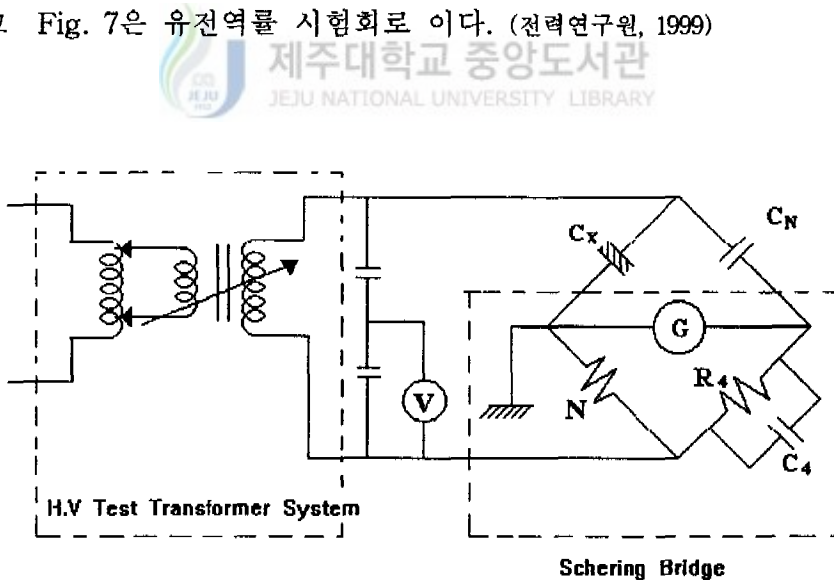 Fig. 7은 유전역률 시험회로 이다. (전력연구원, 1999)
제주대학교 중앙도서관
JEJU NATIONAL UNIVERSITY LIBRARY
JEJU
1952
Cx
CN
G
V
N
R4
C4
H.V Test Transformer System
Schering Bridge